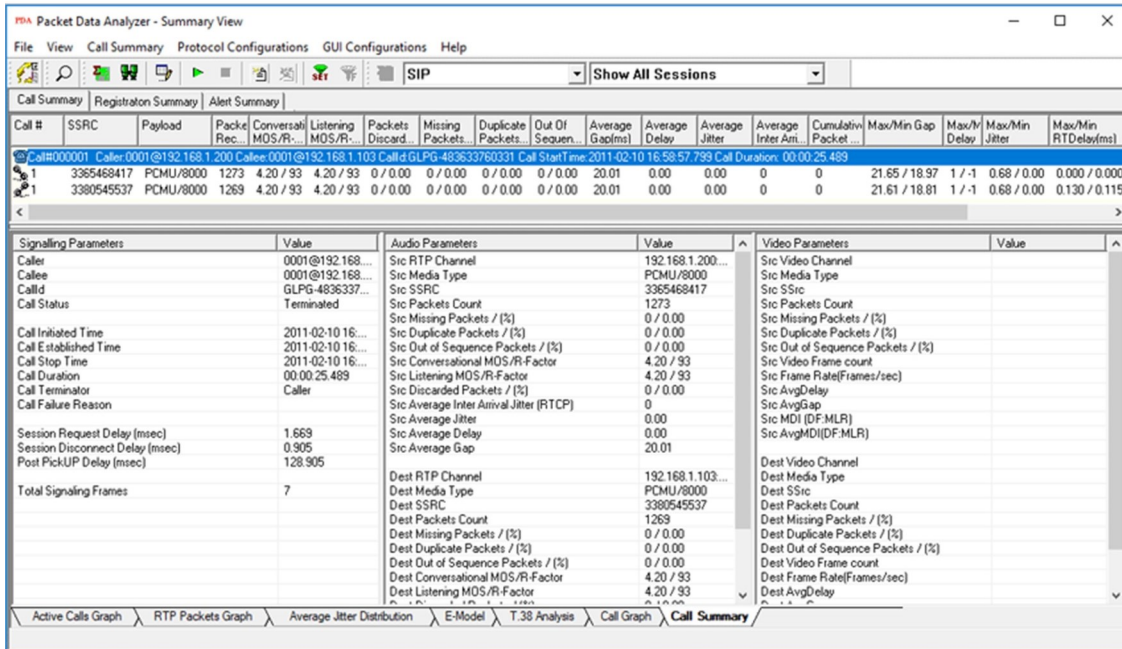 PDA Packet Data Analyzer - Summary View
File View Call Summary Protocol Configurations GUI Configurations Help
SET SIP Show All Sessions
Call Summary Registraton Summary Alert Summary
Call # SSRC Payload Packe Conversati Listening Packets Missing Duplicate Out Of Average Average Average Average Cumulative Max/Min Gap Max/M Max/Min Max/Min
Rec... MOS/R-... MOS/R-... Discard... Packets... Packets... Sequen... Gap(ms) Delay Jitter Inter Arri... Packet ... Delay Jitter RTDelay(ms)
Call#000001 Caller:0001@192.168.1.200 Callee:0001@192.168.1.103 CallId:GLPG-483633760331 Call StartTime:2011-02-10 16:58:57.799 Call Duration: 00:00:25.489
1 3365468417 PCMU/8000 1273 4.20 / 93 4.20 / 93 0 / 0.00 0 / 0.00 0 / 0.00 0 / 0.00 20.01 0.00 0.00 0 0 21.65 / 18.97 1 / -1 0.68 / 0.00 0.000 / 0.000
1 3380545537 PCMU/8000 1269 4.20 / 93 4.20 / 93 0 / 0.00 0 / 0.00 0 / 0.00 0 / 0.00 20.01 0.00 0.00 0 0 21.61 / 18.81 1 / -1 0.68 / 0.00 0.130 / 0.115
Signalling Parameters Value
Caller 0001@192.168....
Callee 0001@192.168....
CallId GLPG-4836337...
Call Status Terminated
Call Initiated Time 2011-02-10 16:...
Call Established Time 2011-02-10 16:...
Call Stop Time 2011-02-10 16:...
Call Duration 00:00:25.489
Call Terminator Caller
Call Failure Reason
Session Request Delay (msec) 1.669
Session Disconnect Delay (msec) 0.905
Post PickUP Delay (msec) 128.905
Total Signaling Frames 7
Audio Parameters Value
Src RTP Channel 192.168.1.200:...
Src Media Type PCMU/8000
Src SSRC 3365468417
Src Packets Count 1273
Src Missing Packets / (%) 0 / 0.00
Src Duplicate Packets / (%) 0 / 0.00
Src Out of Sequence Packets / (%) 0 / 0.00
Src Conversational MOS/R-Factor 4.20 / 93
Src Listening MOS/R-Factor 4.20 / 93
Src Discarded Packets / (%) 0 / 0.00
Src Average Inter Arrival Jitter (RTCP) 0
Src Average Jitter 0.00
Src Average Delay 0.00
Src Average Gap 20.01
Dest RTP Channel 192.168.1.103:...
Dest Media Type PCMU/8000
Dest SSRC 3380545537
Dest Packets Count 1269
Dest Missing Packets / (%) 0 / 0.00
Dest Duplicate Packets / (%) 0 / 0.00
Dest Out of Sequence Packets / (%) 0 / 0.00
Dest Conversational MOS/R-Factor 4.20 / 93
Dest Listening MOS/R-Factor 4.20 / 93
Video Parameters Value
Src Video Channel
Src Media Type
Src SSrc
Src Packets Count
Src Missing Packets / (%)
Src Duplicate Packets / (%)
Src Out of Sequence Packets / (%)
Src Video Frame count
Src Frame Rate(Frames/sec)
Src AvgDelay
Src AvgGap
Src MDI (DF:MLR)
Src AvgMDI(DF:MLR)
Dest Video Channel
Dest Media Type
Dest SSrc
Dest Packets Count
Dest Missing Packets / (%)
Dest Duplicate Packets / (%)
Dest Out of Sequence Packets / (%)
Dest Video Frame count
Dest Frame Rate(Frames/sec)
Dest AvgDelay
Active Calls Graph RTP Packets Graph Average Jitter Distribution E-Model T.38 Analysis Call Graph Call Summary